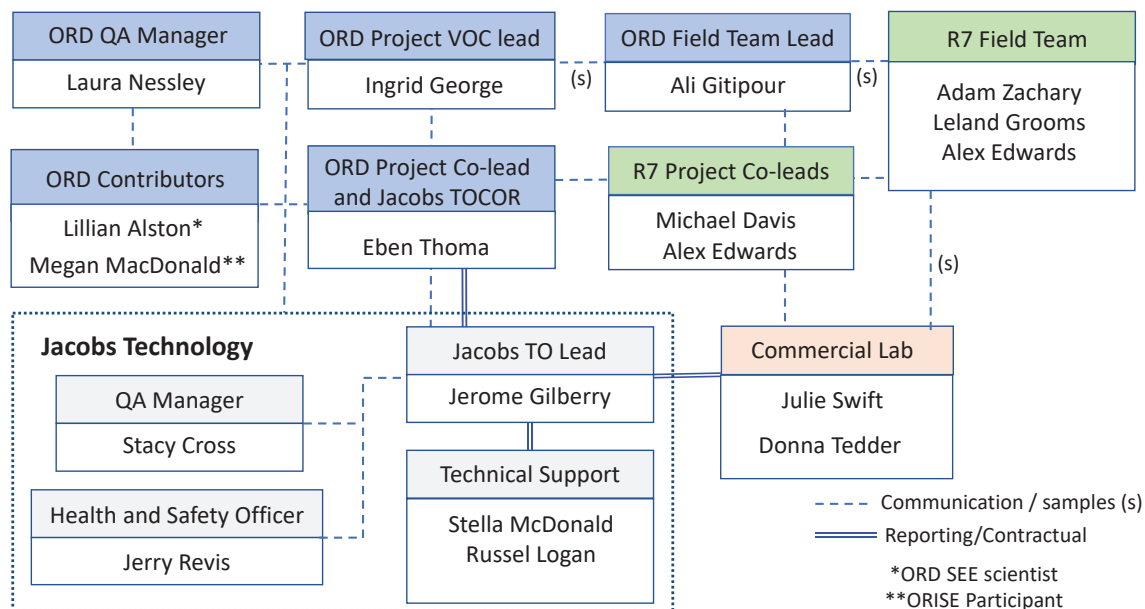 ORD QA Manager
Laura Nessley
ORD Project VOC lead
Ingrid George
(s)
ORD Field Team Lead
Ali Gitipour
(s)
R7 Field Team
Adam Zachary
Leland Grooms
Alex Edwards
ORD Contributors
Lillian Alston*
Megan MacDonald**
ORD Project Co-lead
and Jacobs TOCOR
Eben Thoma
R7 Project Co-leads
Michael Davis
Alex Edwards
(s)
Jacobs Technology
QA Manager
Stacy Cross
Health and Safety Officer
Jerry Revis
Jacobs TO Lead
Jerome Gilberry
Technical Support
Stella McDonald
Russel Logan
Commercial Lab
Julie Swift
Donna Tedder
Communication / samples (s)
Reporting/Contractual
*ORD SEE scientist
**ORISE Participant